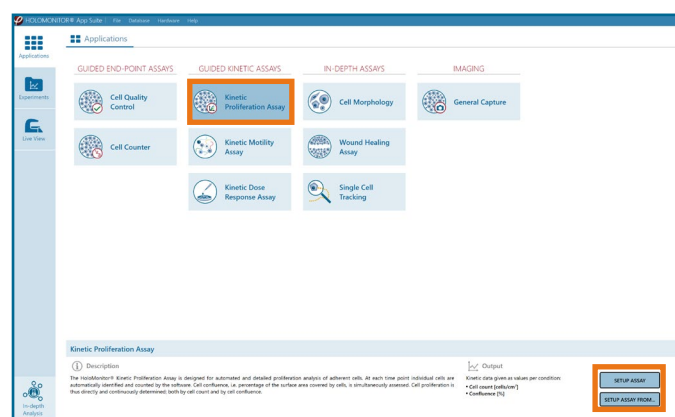 HOLOMONITOR® App Suite File Database Hardware Help
Applications
Applications
GUIDED END-POINT ASSAYS
GUIDED KINETIC ASSAYS
IN-DEPTH ASSAYS
IMAGING
Cell Quality
Control
Kinetic
Proliferation Assay
Cell Morphology
General Capture
Experiments
Live View
Cell Counter
Kinetic Motility
Assay
Wound Healing
Assay
Kinetic Dose
Response Assay
Single Cell
Tracking
Kinetic Proliferation Assay
Description
The HoloMonitor® Kinetic Proliferation Assay is designed for automated and detailed proliferation analysis of adherent cells. At each time point individual cells are
automatically identified and counted by the software. Cell confluence, i.e. percentage of the surface area covered by cells, is simultaneously assessed. Cell proliferation is
thus directly and continuously determined, both by cell count and by cell confluence.
Output
Kinetic data given as values per condition:
• Cell count [cells/cm²]
• Confluence [%]
SETUP ASSAY
SETUP ASSAY FROM...
In-depth
Analysis